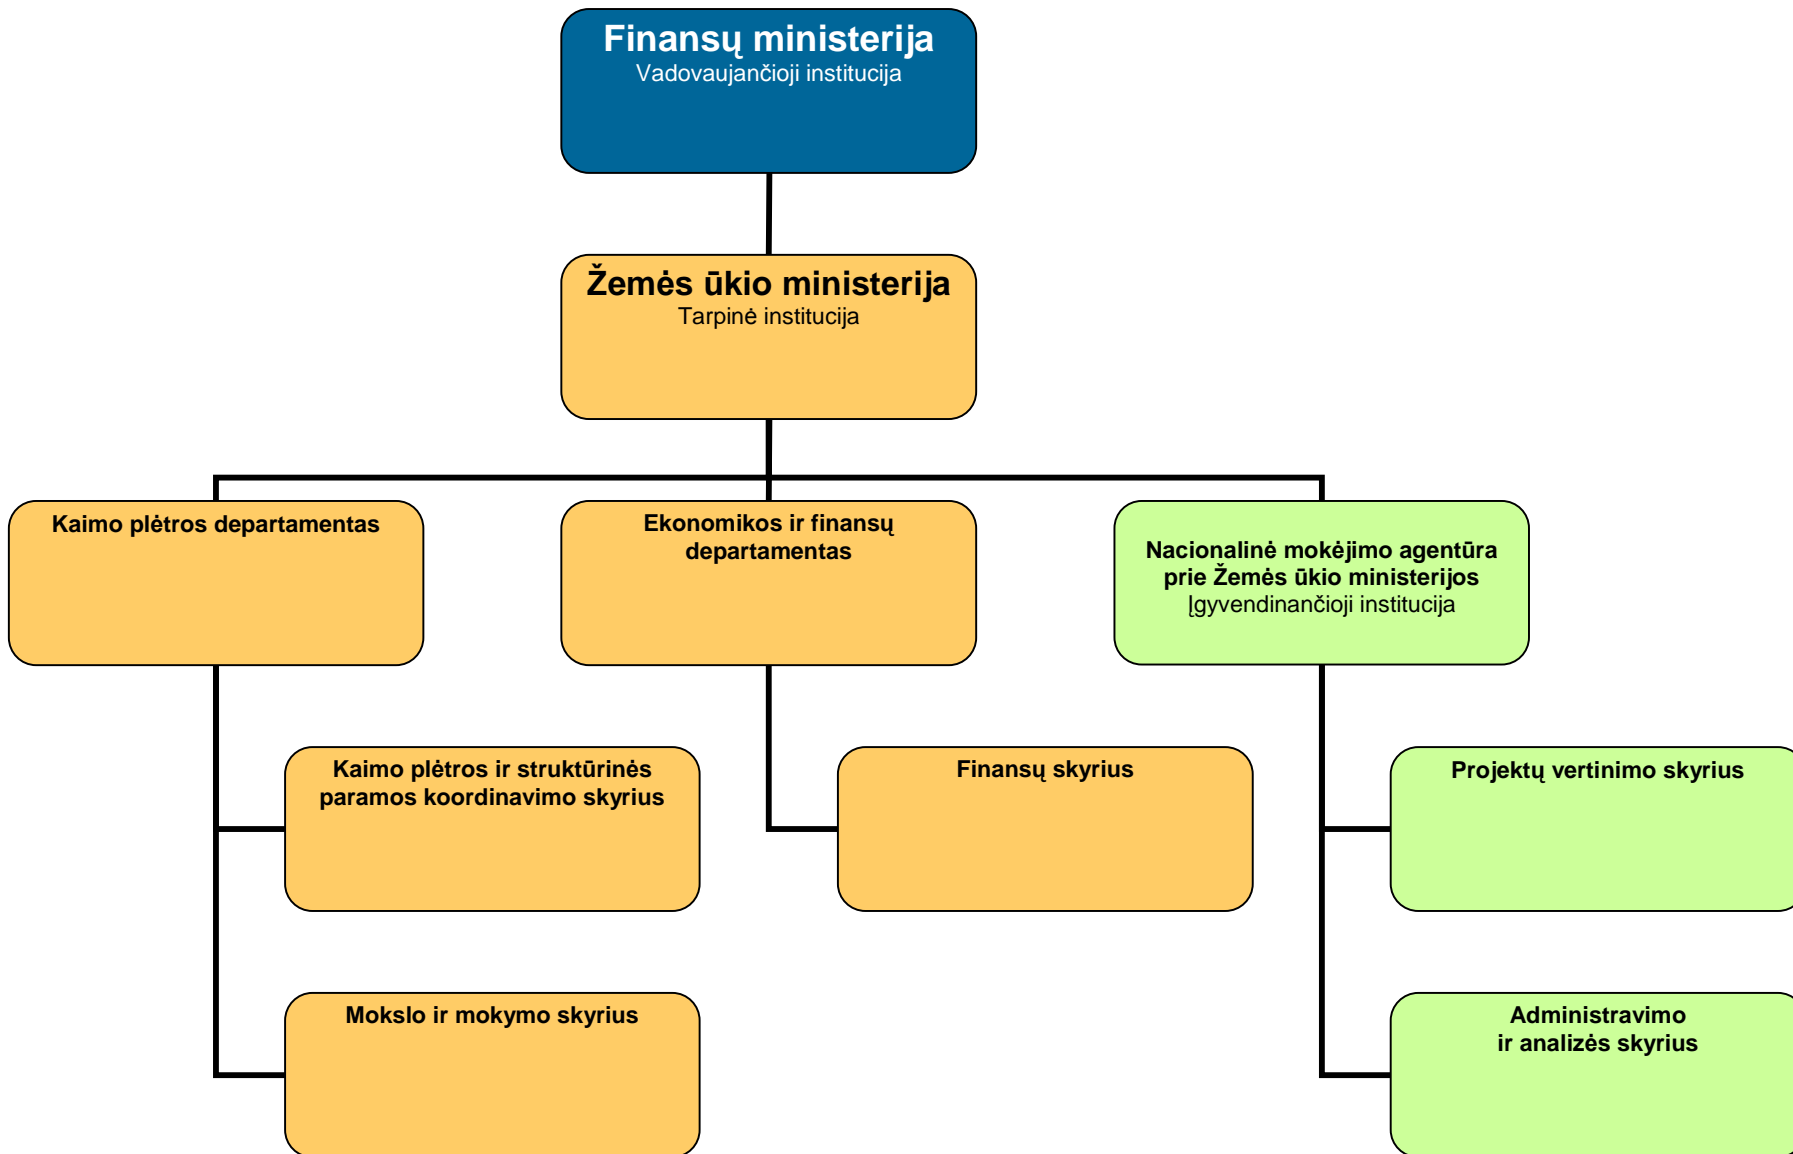 Finansų ministerija
Vadovaujančioji institucija
Žemės ūkio ministerija
Tarpinė institucija
Kaimo plėtros departamentas
Ekonomikos ir finansų
departamentas
Nacionalinė mokėjimo agentūra
prie Žemės ūkio ministerijos
Įgyvendinančioji institucija
Kaimo plėtros ir struktūrinės
paramos koordinavimo skyrius
Finansų skyrius
Projektų vertinimo skyrius
Mokslo ir mokymo skyrius
Administravimo
ir analizės skyrius